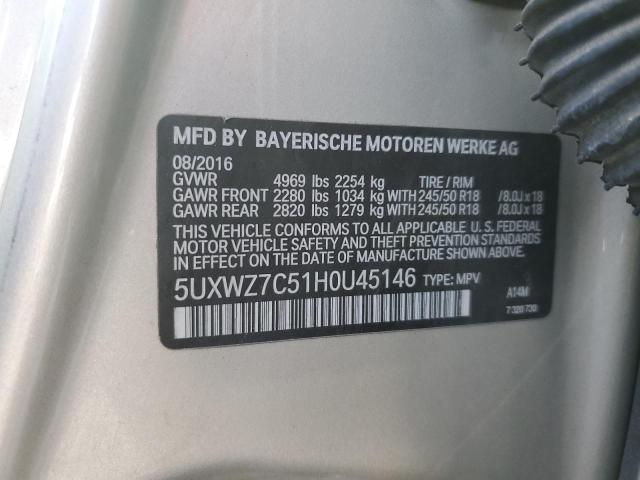 MFD BY BAYERISCHE MOTOREN WERKE AG
08/2016
GVWR 4969 lbs 2254 kg TIRE / RIM
GAWR FRONT 2280 lbs 1034 kg WITH 245/50 R18 /8.0J x 18
GAWR REAR 2820 lbs 1279 kg WITH 245/50 R18 /8.0J x 18
THIS VEHICLE CONFORMS TO ALL APPLICABLE U. S. FEDERAL
MOTOR VEHICLE SAFETY AND THEFT PREVENTION STANDARDS
IN EFFECT ON THE DATE OF MANUFACTURE SHOWN ABOVE.
5UXWZ7C51H0U45146 TYPE: MPV
A14M
7 320 730